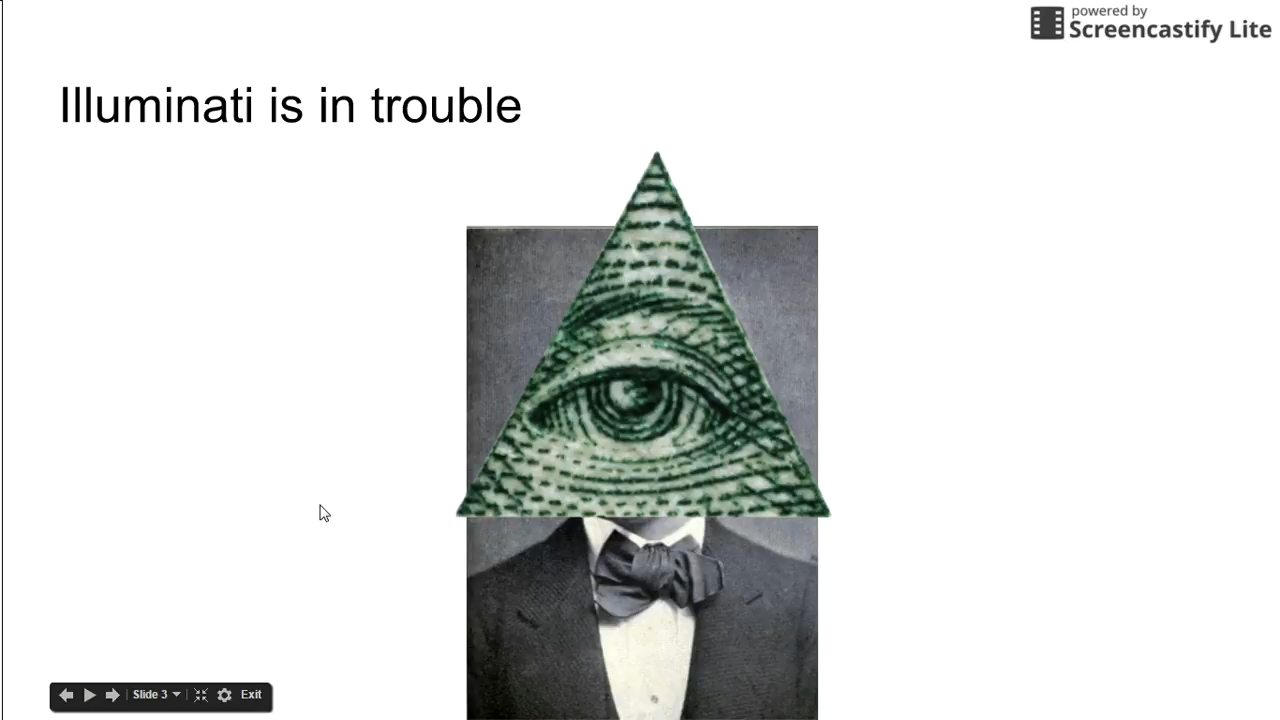 powered by
Screencastify Lite
Illuminati is in trouble
Slide 3
Exit